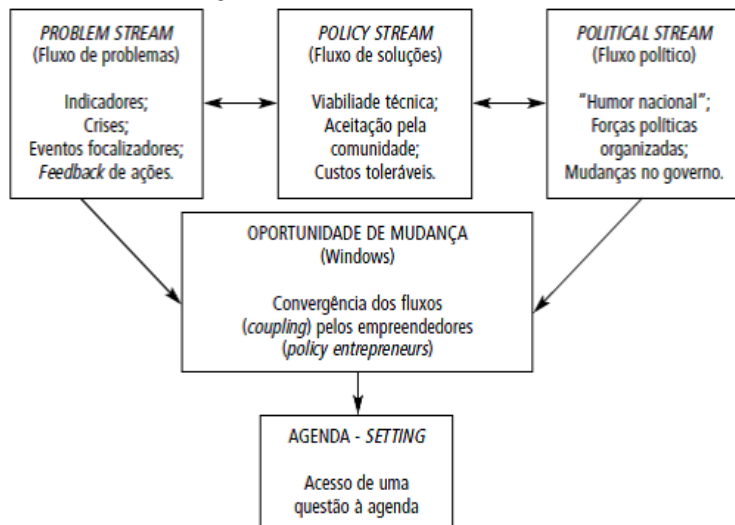 PROBLEM STREAM
(Fluxo de problemas)
Indicadores;
Crises;
Eventos focalizadores;
Feedback de ações.
POLICY STREAM
(Fluxo de soluções)
Viabiliade técnica;
Aceitação pela
comunidade;
Custos toleráveis.
POLITICAL STREAM
(Fluxo político)
“Humor nacional”;
Forças políticas
organizadas;
Mudanças no governo.
OPORTUNIDADE DE MUDANÇA
(Windows)
Convergência dos fluxos
(coupling) pelos empreendedores
(policy entrepreneurs)
AGENDA - SETTING
Acesso de uma
questão à agenda